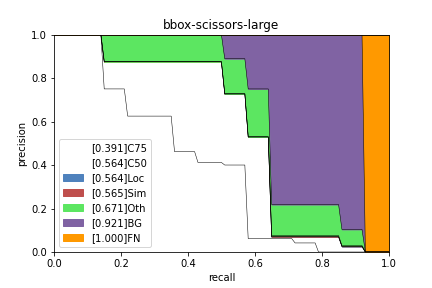 bbox-scissors-large
1.0
0.8
0.6
0.4
0.2
0.0
precision
[0.391]C75
[0.564]C50
[0.564]Loc
[0.565]Sim
[0.671]Oth
[0.921]BG
[1.000]FN
0.0 0.2 0.4 0.6 0.8 1.0
recall